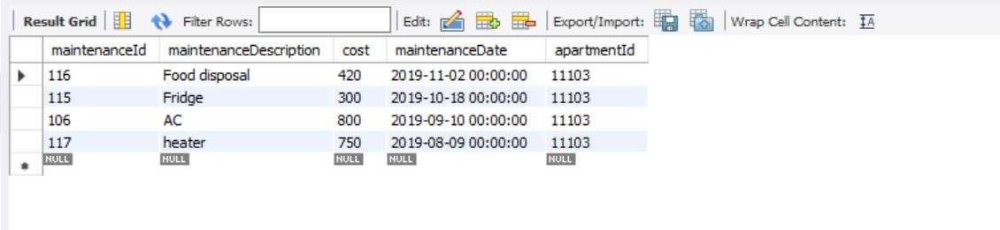 Result Grid Filter Rows: Edit: Export/Import: Wrap Cell Content: IA
maintenanceId maintenanceDescription cost maintenanceDate apartmentId
116 Food disposal 420 2019-11-02 00:00:00 11103
115 Fridge 300 2019-10-18 00:00:00 11103
106 AC 800 2019-09-10 00:00:00 11103
117 heater 750 2019-08-09 00:00:00 11103
NULL NULL NULL NULL NULL